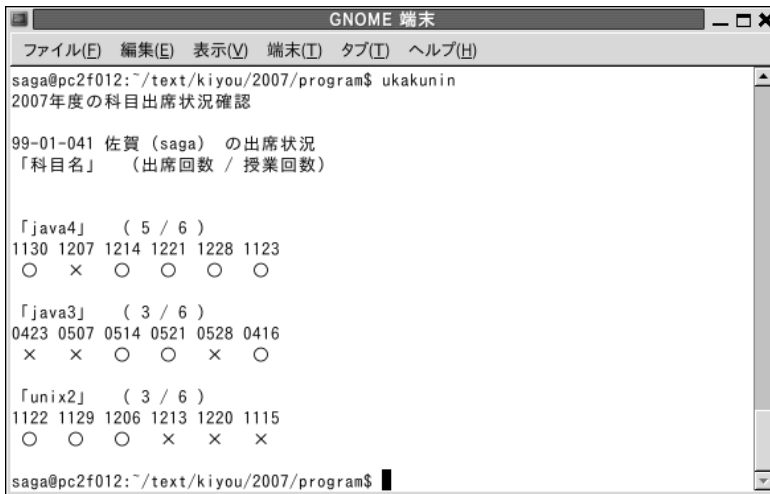 GNOME 端末
ファイル(F) 編集(E) 表示(V) 端末(T) タブ(T) ヘルプ(H)
saga@pc2f012:~/text/kiyou/2007/program$ ukakunin
2007年度の科目出席状況確認
99-01-041 佐賀 (saga) の出席状況
「科目名」 (出席回数 / 授業回数)
「java4」 ( 5 / 6 )
1130 1207 1214 1221 1228 1123
○ × ○ ○ ○ ○
「java3」 ( 3 / 6 )
0423 0507 0514 0521 0528 0416
× × ○ ○ × ○
「unix2」 ( 3 / 6 )
1122 1129 1206 1213 1220 1115
○ ○ ○ × × ×
saga@pc2f012:~/text/kiyou/2007/program$